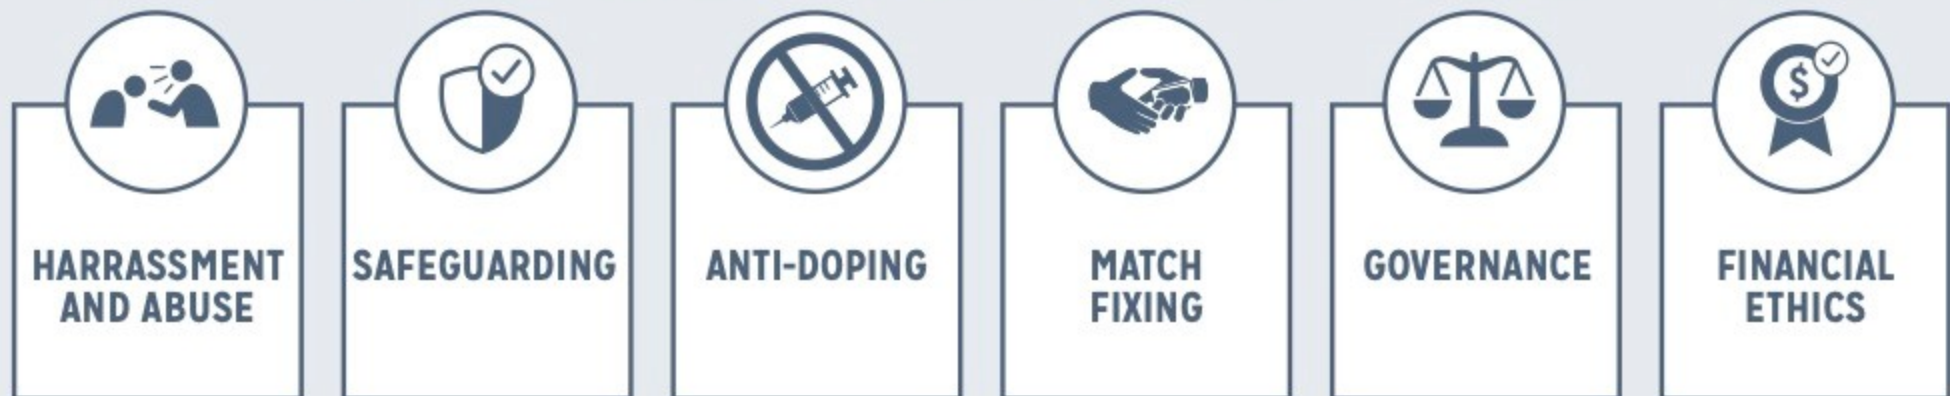 HARRASSMENT
AND ABUSE
SAFEGUARDING
ANTI-DOPING
MATCH
FIXING
GOVERNANCE
FINANCIAL
ETHICS
$